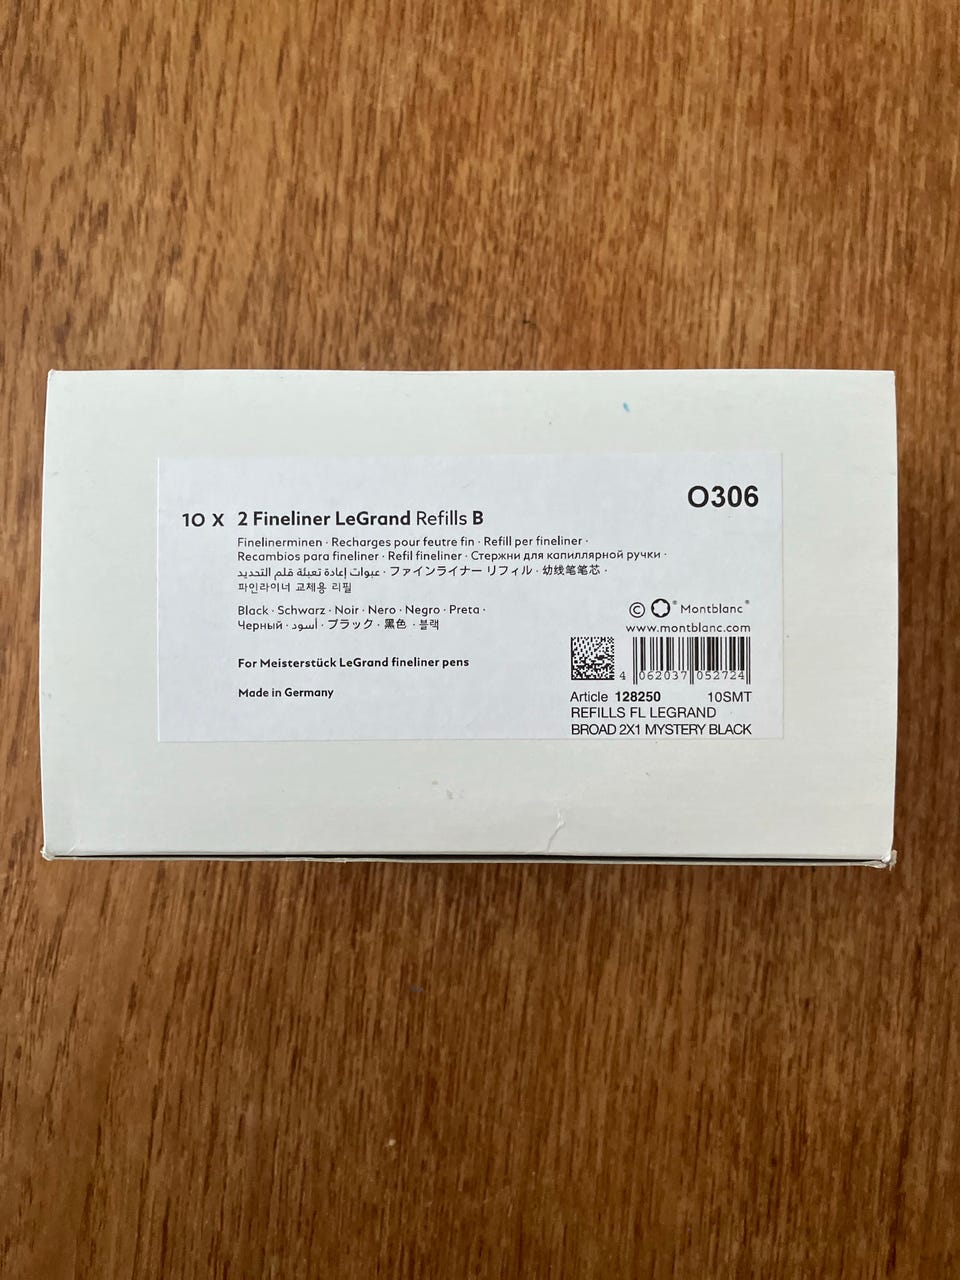 O306
10 X 2 Fineliner LeGrand Refills B
Finelinerminen · Recharges pour feutre fin · Refill per fineliner ·
Recambios para fineliner · Refil fineliner · Стержни для капиллярной ручки ·
عبوات إعادة تعبئة قلم التحديد · ファインライナー リフィル · 幼线笔笔芯 ·
파인라이너 교체용 리필
Black · Schwarz · Noir · Nero · Negro · Preta ·
Черный · أسود · ブラック · 黑色 · 블랙
For Meisterstück LeGrand fineliner pens
Made in Germany
© ® Montblanc®
www.montblanc.com
4 062037 052724
Article 128250 10SMT
REFILLS FL LEGRAND
BROAD 2X1 MYSTERY BLACK